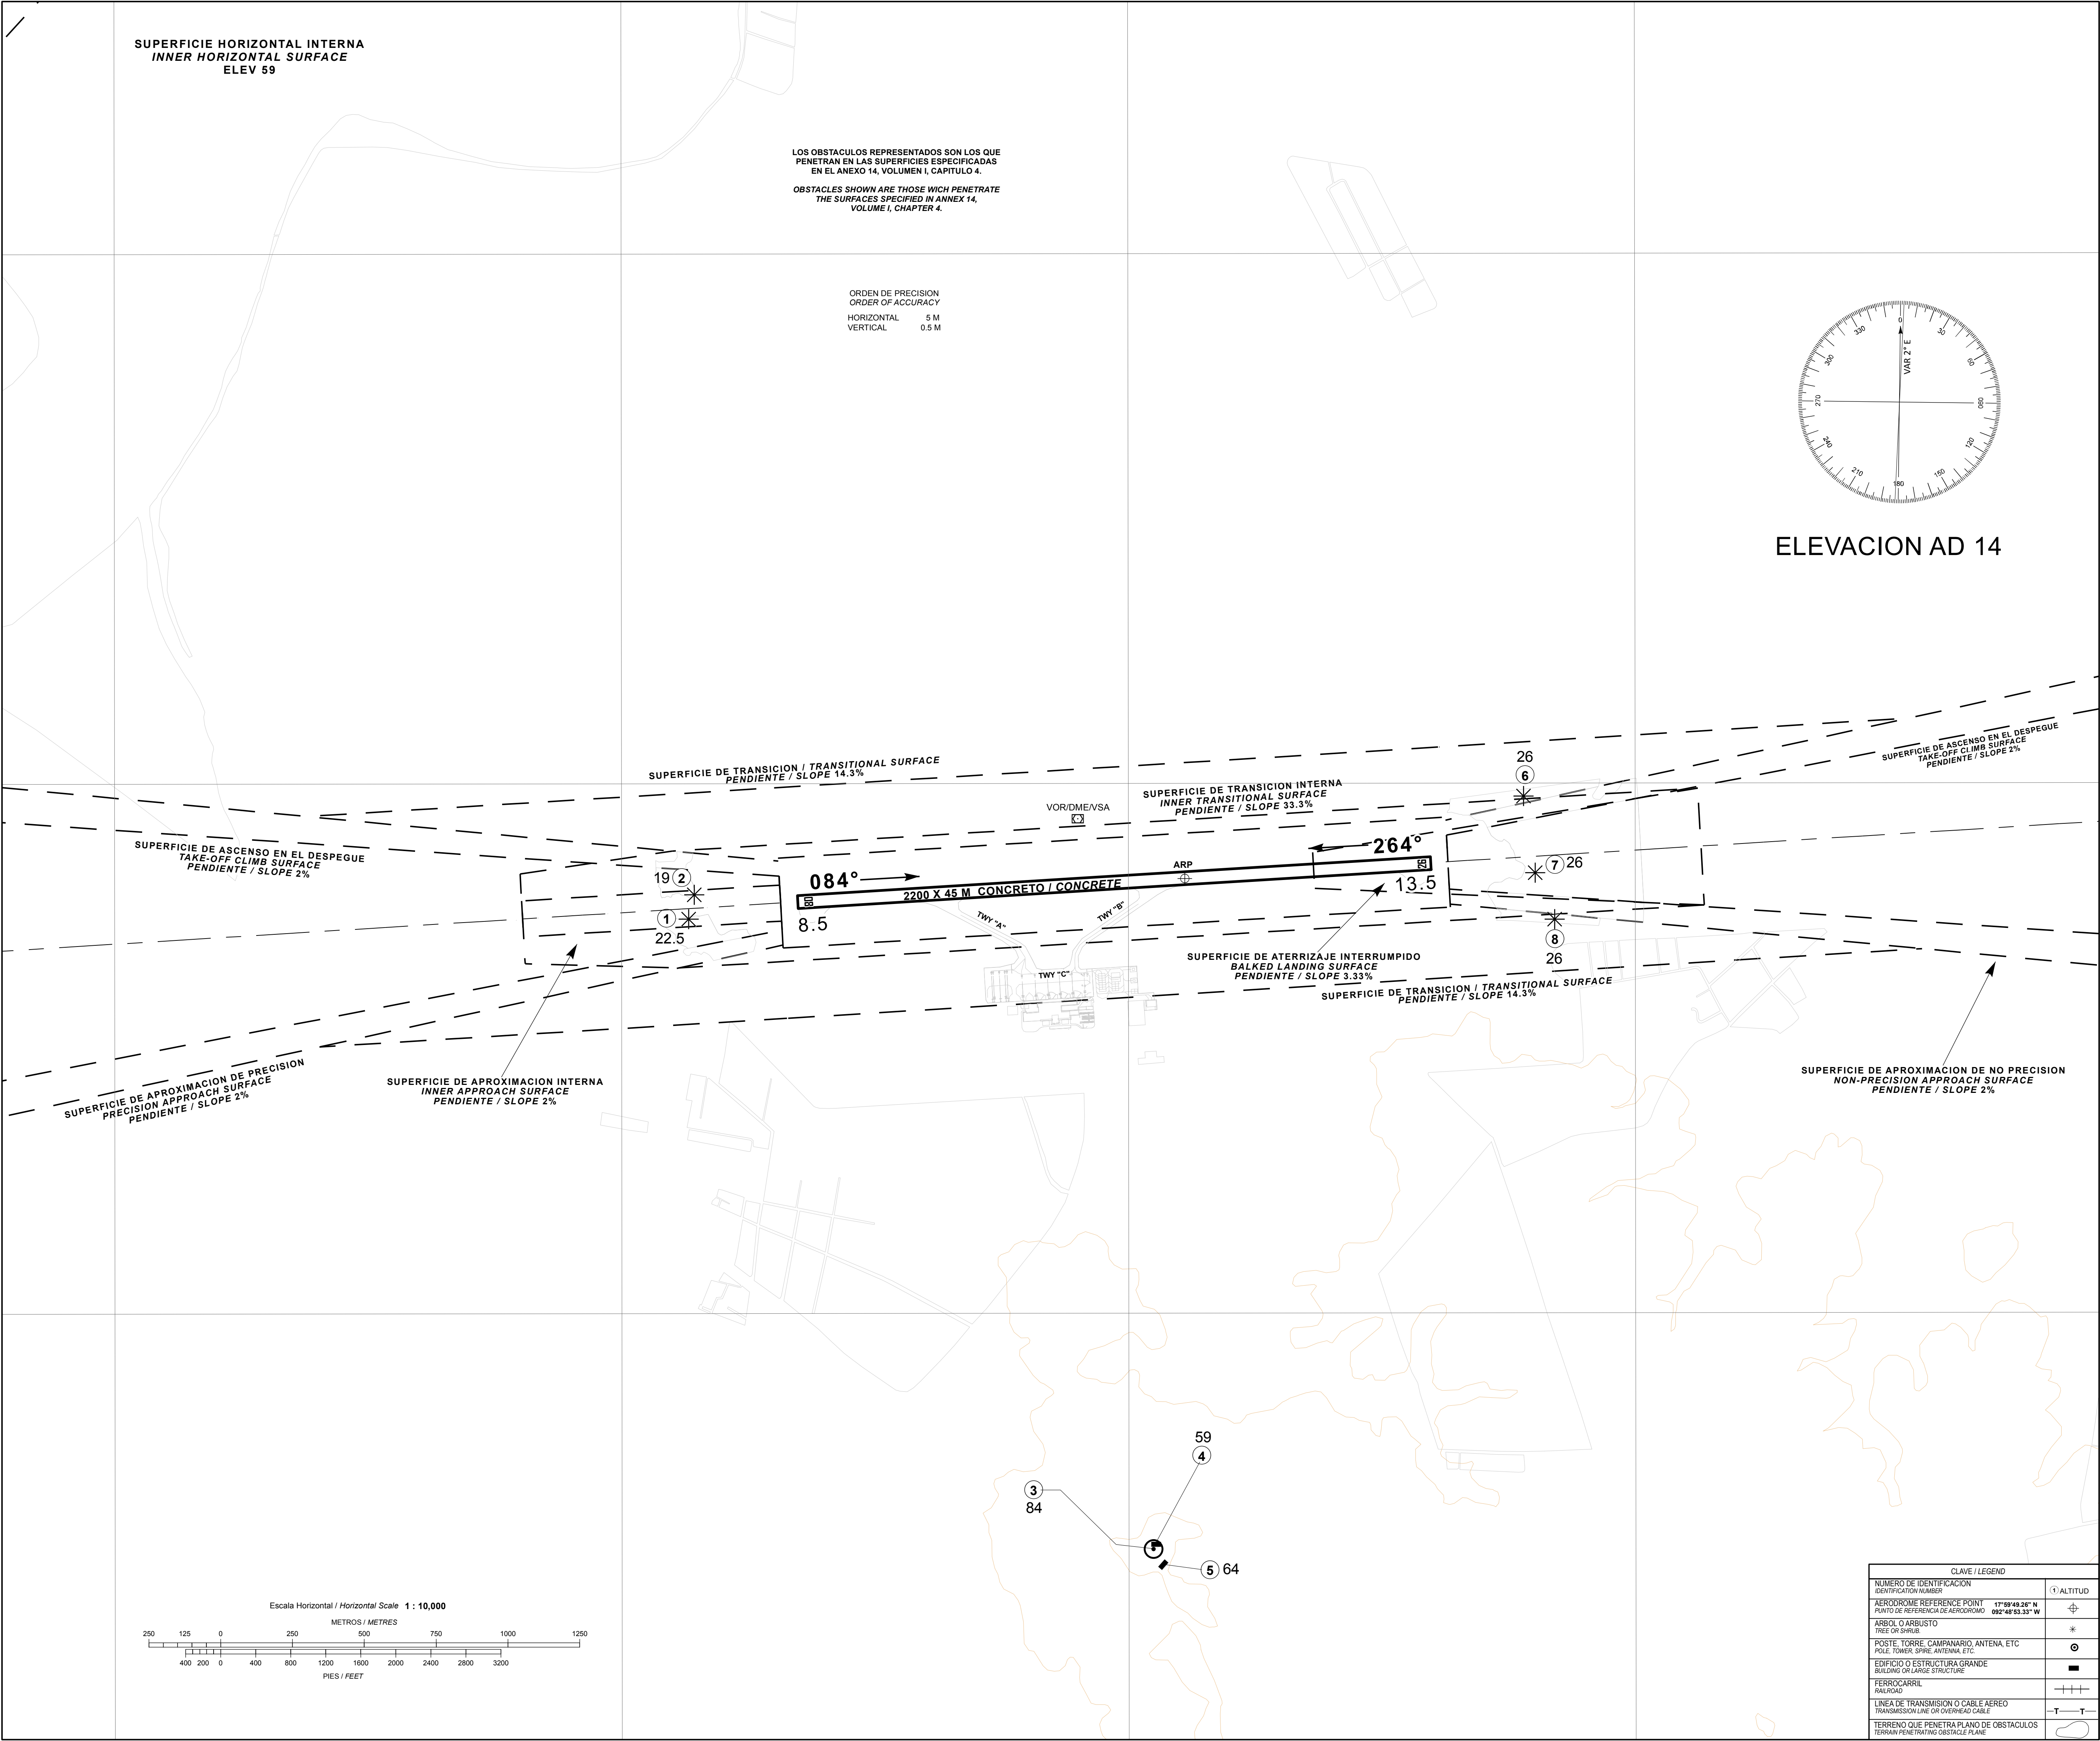 SUPERFICIE HORIZONTAL INTERNA
INNER HORIZONTAL SURFACE
ELEV 59
LOS OBSTACULOS REPRESENTADOS SON LOS QUE
PENETRAN EN LAS SUPERFICIES ESPECIFICADAS
EN EL ANEXO 14, VOLUMEN I, CAPITULO 4.
OBSTACLES SHOWN ARE THOSE WICH PENETRATE
THE SURFACES SPECIFIED IN ANNEX 14,
VOLUME I, CHAPTER 4.
ORDEN DE PRECISION
ORDER OF ACCURACY
HORIZONTAL 5 M
VERTICAL 0.5 M
0
30
60
090
120
150
180
210
240
270
300
330
VAR 2° E
ELEVACION AD 14
SUPERFICIE DE TRANSICION / TRANSITIONAL SURFACE
PENDIENTE / SLOPE 14.3%
SUPERFICIE DE ASCENSO EN EL DESPEGUE
TAKE-OFF CLIMB SURFACE
PENDIENTE / SLOPE 2%
26
6
SUPERFICIE DE TRANSICION INTERNA
INNER TRANSITIONAL SURFACE
PENDIENTE / SLOPE 33.3%
VOR/DME/VSA
SUPERFICIE DE ASCENSO EN EL DESPEGUE
TAKE-OFF CLIMB SURFACE
PENDIENTE / SLOPE 2%
19 2
1
22.5
084°
08
8.5
2200 X 45 M CONCRETO / CONCRETE
ARP
264°
26
13.5
7 26
8
26
TWY "A"
TWY "B"
TWY "C"
SUPERFICIE DE ATERRIZAJE INTERRUMPIDO
BALKED LANDING SURFACE
PENDIENTE / SLOPE 3.33%
SUPERFICIE DE TRANSICION / TRANSITIONAL SURFACE
PENDIENTE / SLOPE 14.3%
SUPERFICIE DE APROXIMACION DE PRECISION
PRECISION APPROACH SURFACE
PENDIENTE / SLOPE 2%
SUPERFICIE DE APROXIMACION INTERNA
INNER APPROACH SURFACE
PENDIENTE / SLOPE 2%
SUPERFICIE DE APROXIMACION DE NO PRECISION
NON-PRECISION APPROACH SURFACE
PENDIENTE / SLOPE 2%
59
4
3
84
5 64
Escala Horizontal / Horizontal Scale 1 : 10,000
METROS / METRES
250 125 0 250 500 750 1000 1250
400 200 0 400 800 1200 1600 2000 2400 2800 3200
PIES / FEET
CLAVE / LEGEND
NUMERO DE IDENTIFICACION
IDENTIFICATION NUMBER
1 ALTITUD
AERODROME REFERENCE POINT 17°59'49.26" N
PUNTO DE REFERENCIA DE AERODROMO 092°48'53.33" W
ARBOL O ARBUSTO
TREE OR SHRUB.
POSTE, TORRE, CAMPANARIO, ANTENA, ETC
POLE, TOWER, SPIRE, ANTENNA, ETC.
EDIFICIO O ESTRUCTURA GRANDE
BUILDING OR LARGE STRUCTURE
FERROCARRIL
RAILROAD
LINEA DE TRANSMISION O CABLE AEREO
TRANSMISSION LINE OR OVERHEAD CABLE
T T
TERRENO QUE PENETRA PLANO DE OBSTACULOS
TERRAIN PENETRATING OBSTACLE PLANE